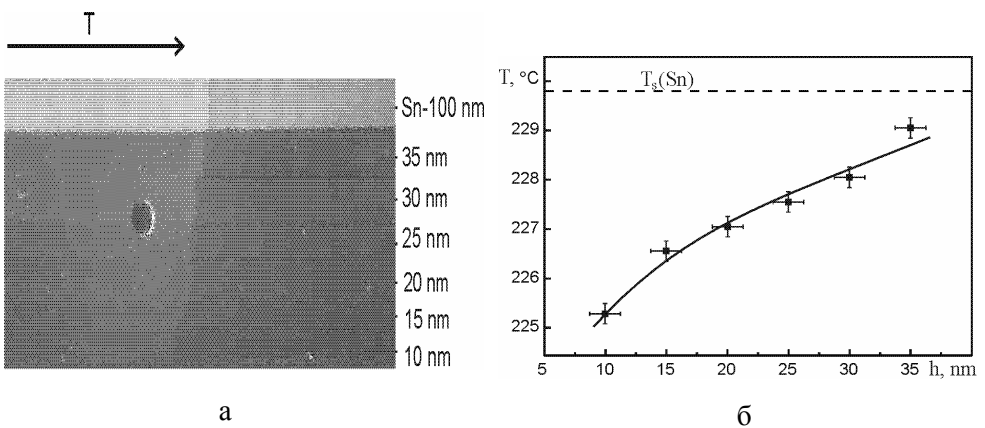 T
Sn-100 nm
35 nm
30 nm
25 nm
20 nm
15 nm
10 nm
а
T, °C
Ts(Sn)
229
228
227
226
225
5 10 15 20 25 30 35 h, nm
б